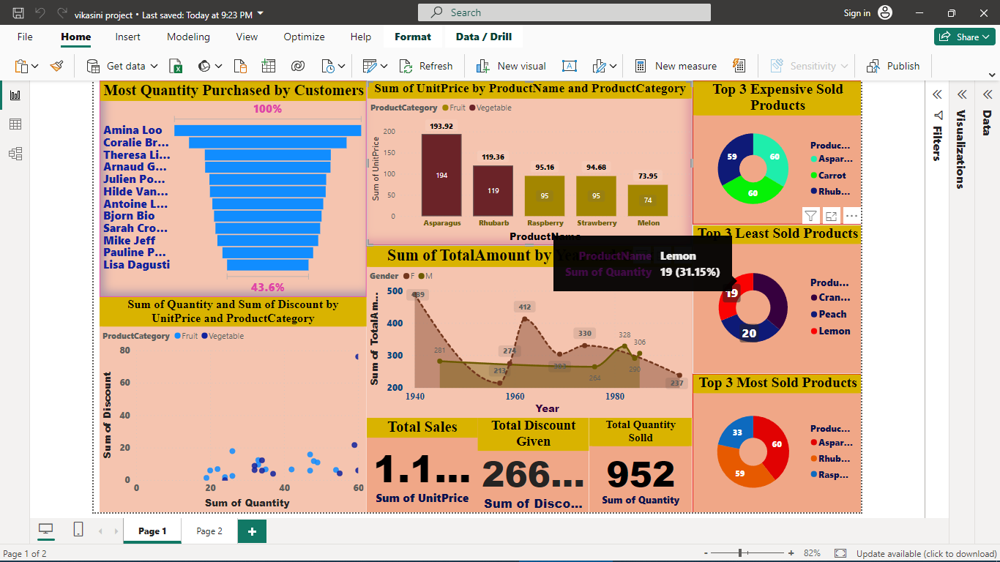 vikasini project • Last saved: Today at 9:23 PM
Search
Sign in
File Home Insert Modeling View Optimize Help Format Data / Drill
Share
Get data
Refresh
New visual
New measure
Sensitivity
Publish
Most Quantity Purchased by Customers
100%
Amina Loo
Coralie Br...
Theresa Li...
Arnaud G...
Julien Po...
Hilde Van...
Antoine L...
Bjorn Bio
Sarah Cro...
Mike Jeff
Pauline P...
Lisa Dagusti
43.6%
Sum of UnitPrice by ProductName and ProductCategory
ProductCategory Fruit Vegetable
Sum of UnitPrice
200
150
100
50
0
193.92
119.36
95.16
94.68
73.95
194
119
95
95
74
Asparagus Rhubarb Raspberry Strawberry Melon
ProductName
Top 3 Expensive Sold
Products
59
60
60
Produc...
Aspar...
Carrot
Rhub...
Filters
Visualizations
Data
Sum of Quantity and Sum of Discount by
UnitPrice and ProductCategory
ProductCategory Fruit Vegetable
Sum of Discount
80
60
40
20
0
0 20 40 60
Sum of Quantity
Sum of TotalAmount by Year
Gender F M
Sum of TotalAm...
500
400
300
200
281
213
274
412
330
264
328
290
306
237
1940 1960 1980
Year
ProductName Lemon
Sum of Quantity 19 (31.15%)
Top 3 Least Sold Products
19
20
Produ...
Cran...
Peach
Lemon
Total Sales
1.1...
Sum of UnitPrice
Total Discount
Given
266...
Sum of Disco...
Total Quantity
Solld
952
Sum of Quantity
Top 3 Most Sold Products
33
60
59
Produc...
Aspar...
Rhub...
Rasp...
Page 1
Page 2
+
Page 1 of 2
- + 82%
Update available (click to download)